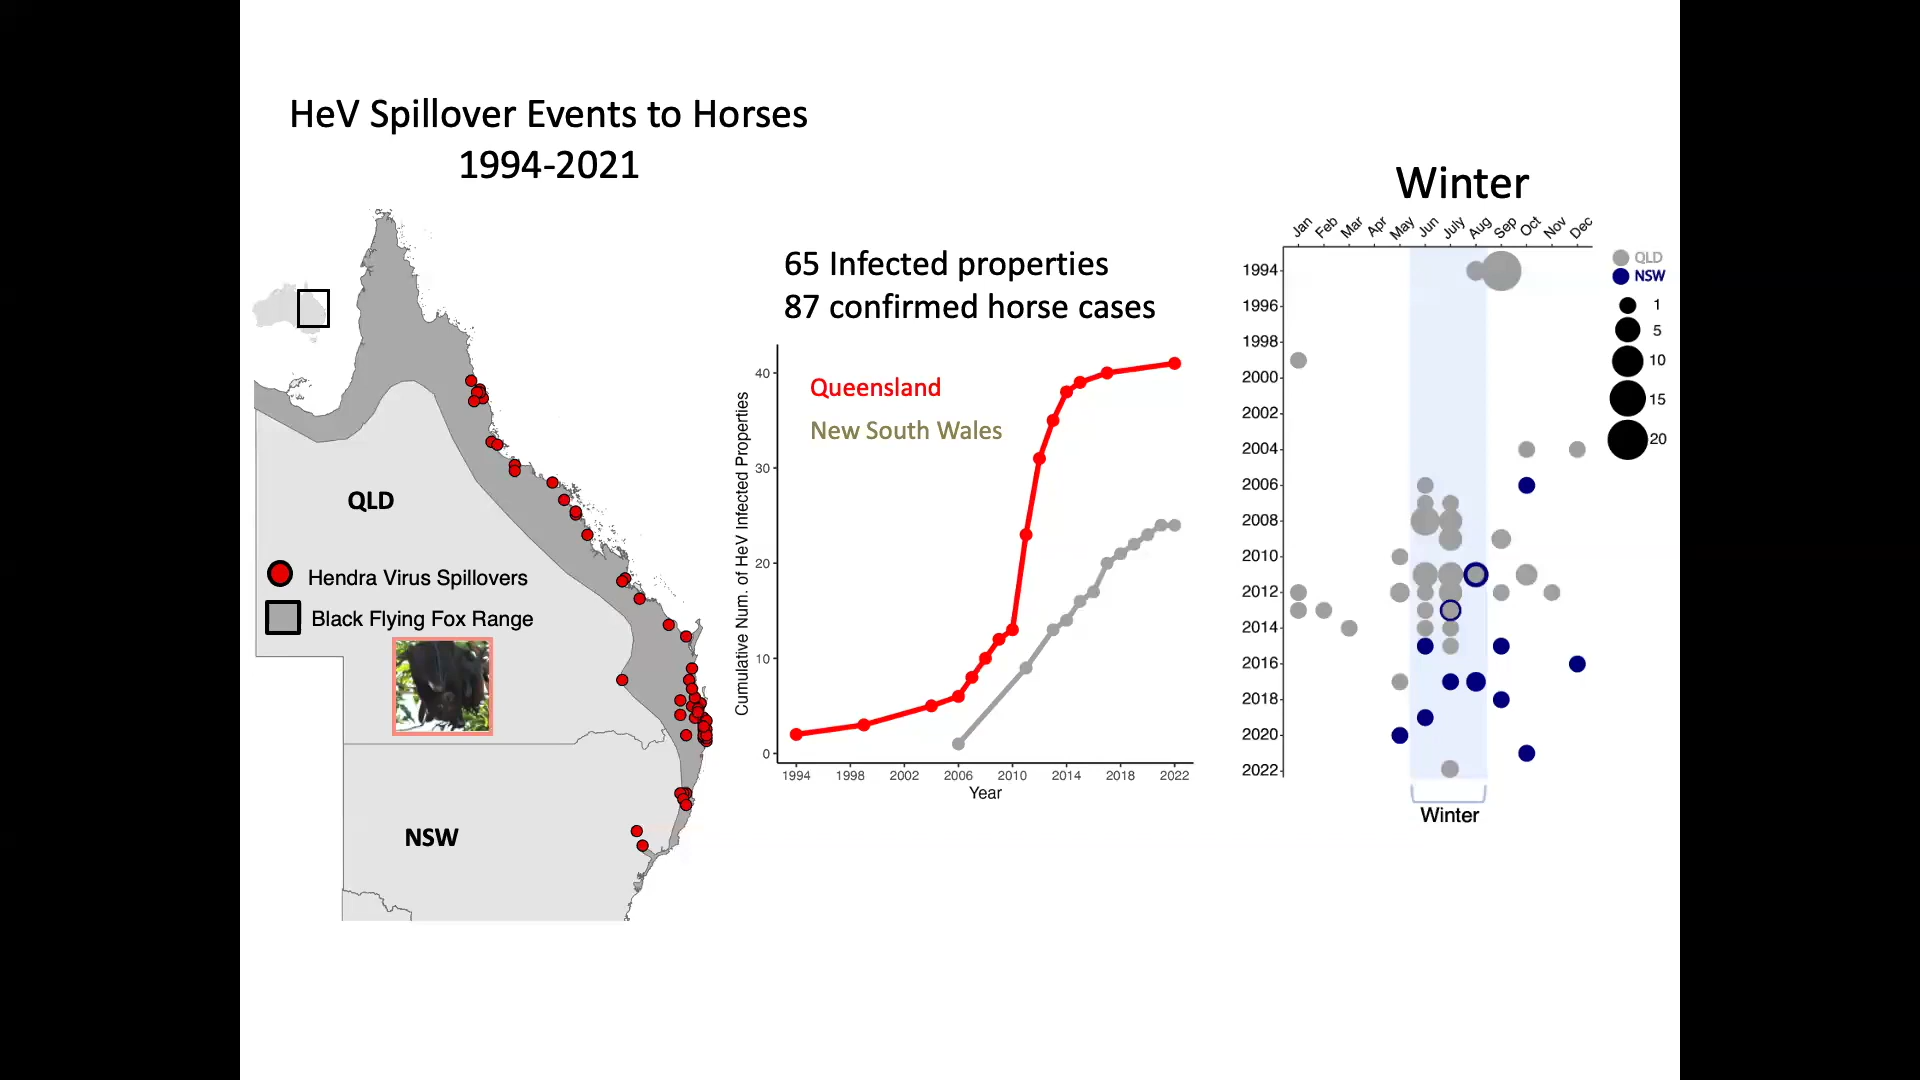 HeV Spillover Events to Horses
1994-2021
QLD
Hendra Virus Spillovers
Black Flying Fox Range
NSW
65 Infected properties
87 confirmed horse cases
Queensland
New South Wales
Cumulative Num. of HeV Infected Properties
40
30
20
10
0
1994 1998 2002 2006 2010 2014 2018 2022
Year
Winter
Jan Feb Mar Apr May Jun July Aug Sep Oct Nov Dec
1994
1996
1998
2000
2002
2004
2006
2008
2010
2012
2014
2016
2018
2020
2022
Winter
QLD
NSW
1
5
10
15
20